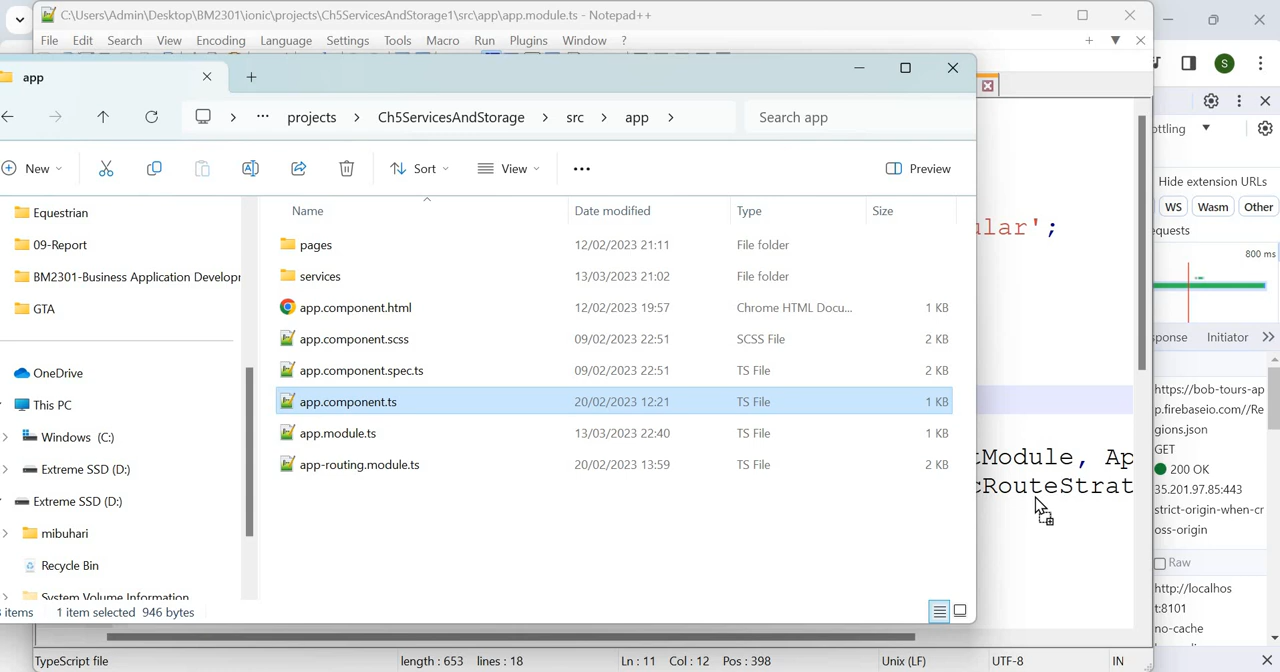 C:\Users\Admin\Desktop\BM2301\ionic\projects\Ch5ServicesAndStorage1\src\app\app.module.ts - Notepad++
File Edit Search View Encoding Language Settings Tools Macro Run Plugins Window ?
S
app
projects > Ch5ServicesAndStorage > src > app >
Search app
ottling
New
Sort
View
Preview
Hide extension URLs
WS Wasm Other
equests
Name Date modified Type Size
Equestrian
09-Report
BM2301-Business Application Develop
GTA
OneDrive
This PC
Windows (C:)
Extreme SSD (D:)
Extreme SSD (D:)
mibuhari
Recycle Bin
System Volume Information
pages 12/02/2023 21:11 File folder
services 13/03/2023 21:02 File folder
app.component.html 12/02/2023 19:57 Chrome HTML Docu... 1 KB
app.component.scss 09/02/2023 22:51 SCSS File 2 KB
app.component.spec.ts 09/02/2023 22:51 TS File 2 KB
app.component.ts 20/02/2023 12:21 TS File 1 KB
app.module.ts 13/03/2023 22:40 TS File 1 KB
app-routing.module.ts 20/02/2023 13:59 TS File 2 KB
ular';
tModule, Ap
cRouteStrat
800 ms
sponse Initiator
https://bob-tours-ap
p.firebaseio.com//Re
gions.json
GET
200 OK
35.201.97.85:443
strict-origin-when-cr
oss-origin
Raw
http://localhos
t:8101
no-cache
items 1 item selected 946 bytes
TypeScript file length : 653 lines : 18 Ln : 11 Col : 12 Pos : 398 Unix (LF) UTF-8 IN